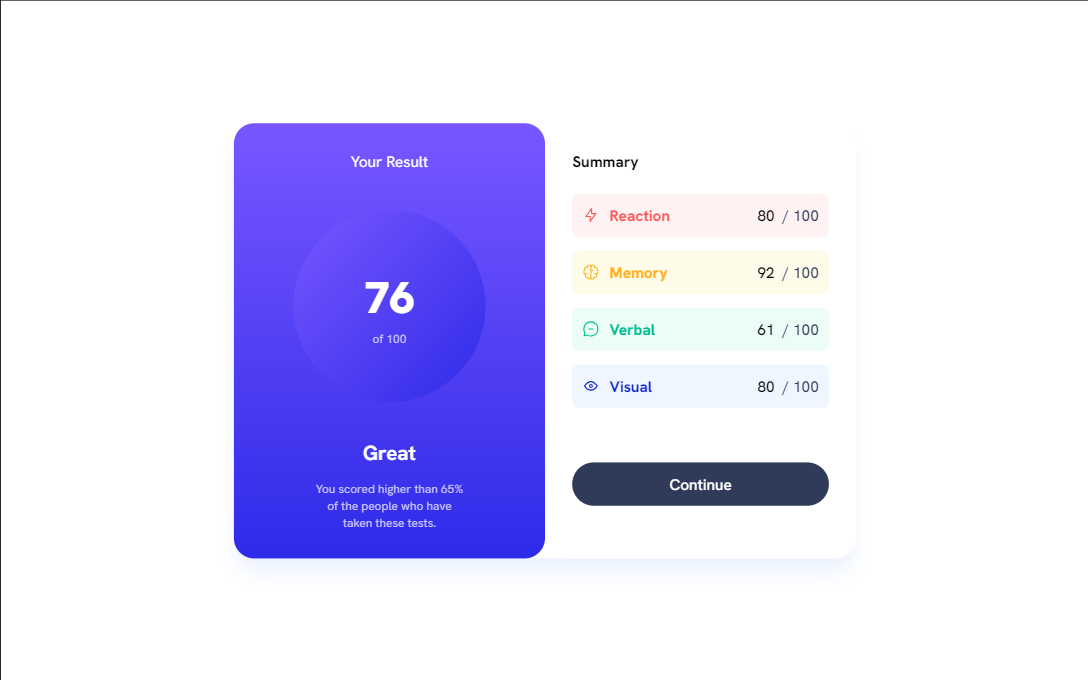 Your Result
76
of 100
Great
You scored higher than 65%
of the people who have
taken these tests.
Summary
Reaction 80 / 100
Memory 92 / 100
Verbal 61 / 100
Visual 80 / 100
Continue